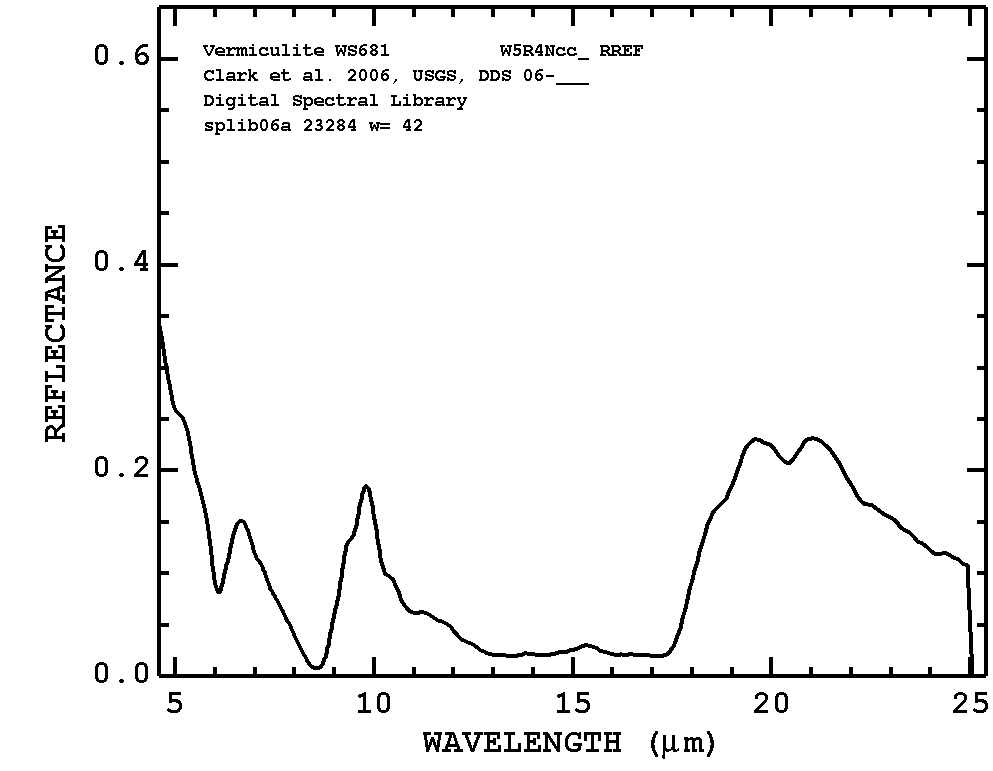 Vermiculite WS681 W5R4Ncc_ RREF
Clark et al. 2006, USGS, DDS 06-___
Digital Spectral Library
splib06a 23284 w= 42
REFLECTANCE
0.6
0.4
0.2
0.0
5 10 15 20 25
WAVELENGTH (μm)